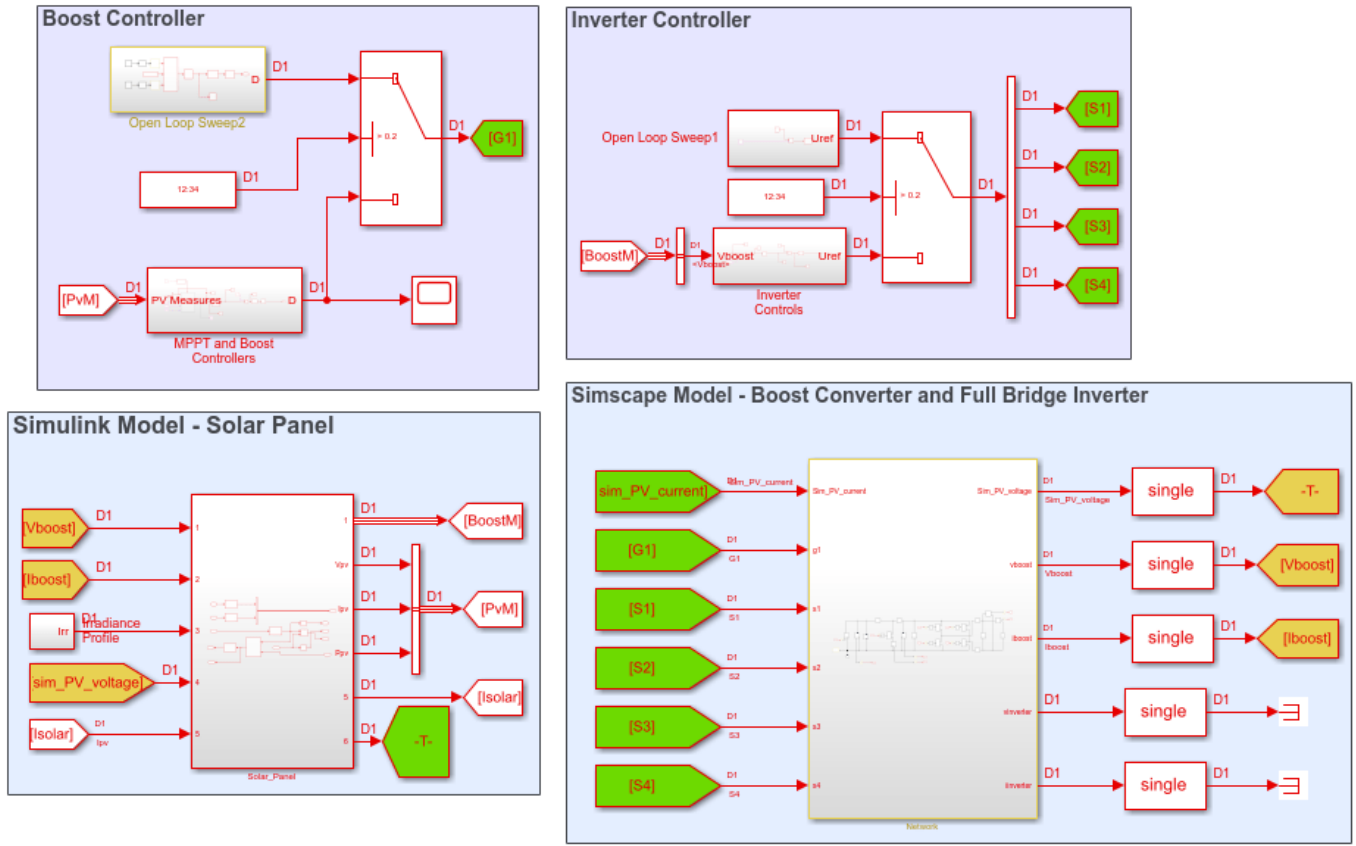 Boost Controller
D
D1
Open Loop Sweep2
> 0.2
D1
[G1]
12:34
D1
[PvM]
D1
PV Measures
D
D1
MPPT and Boost
Controllers
Inverter Controller
Open Loop Sweep1
Uref
D1
12:34
D1
> 0.2
D1
[BoostM]
D1
D1
<Vboost>
Vboost
Uref
D1
Inverter
Controls
D1
[S1]
D1
[S2]
D1
[S3]
D1
[S4]
Simulink Model - Solar Panel
[Vboost]
D1
1
[Iboost]
D1
2
Irr
D1
Irradiance
Profile
3
sim_PV_voltage]
D1
4
[Isolar]
D1
Ipv
5
Solar_Panel
1
D1
[BoostM]
Vpv
D1
Ipv
D1
Ppv
D1
D1
[PvM]
5
D1
[Isolar]
6
D1
-T-
Simscape Model - Boost Converter and Full Bridge Inverter
sim_PV_current]
D1
Sim_PV_current
Sim_PV_current
[G1]
D1
G1
g1
[S1]
D1
S1
s1
[S2]
D1
S2
s2
[S3]
D1
S3
s3
[S4]
D1
S4
s4
Network
Sim_PV_voltage
D1
Sim_PV_voltage
single
D1
-T-
vboost
D1
Vboost
single
D1
[Vboost]
Iboost
D1
Iboost
single
D1
[Iboost]
D1
single
D1
D1
single
D1